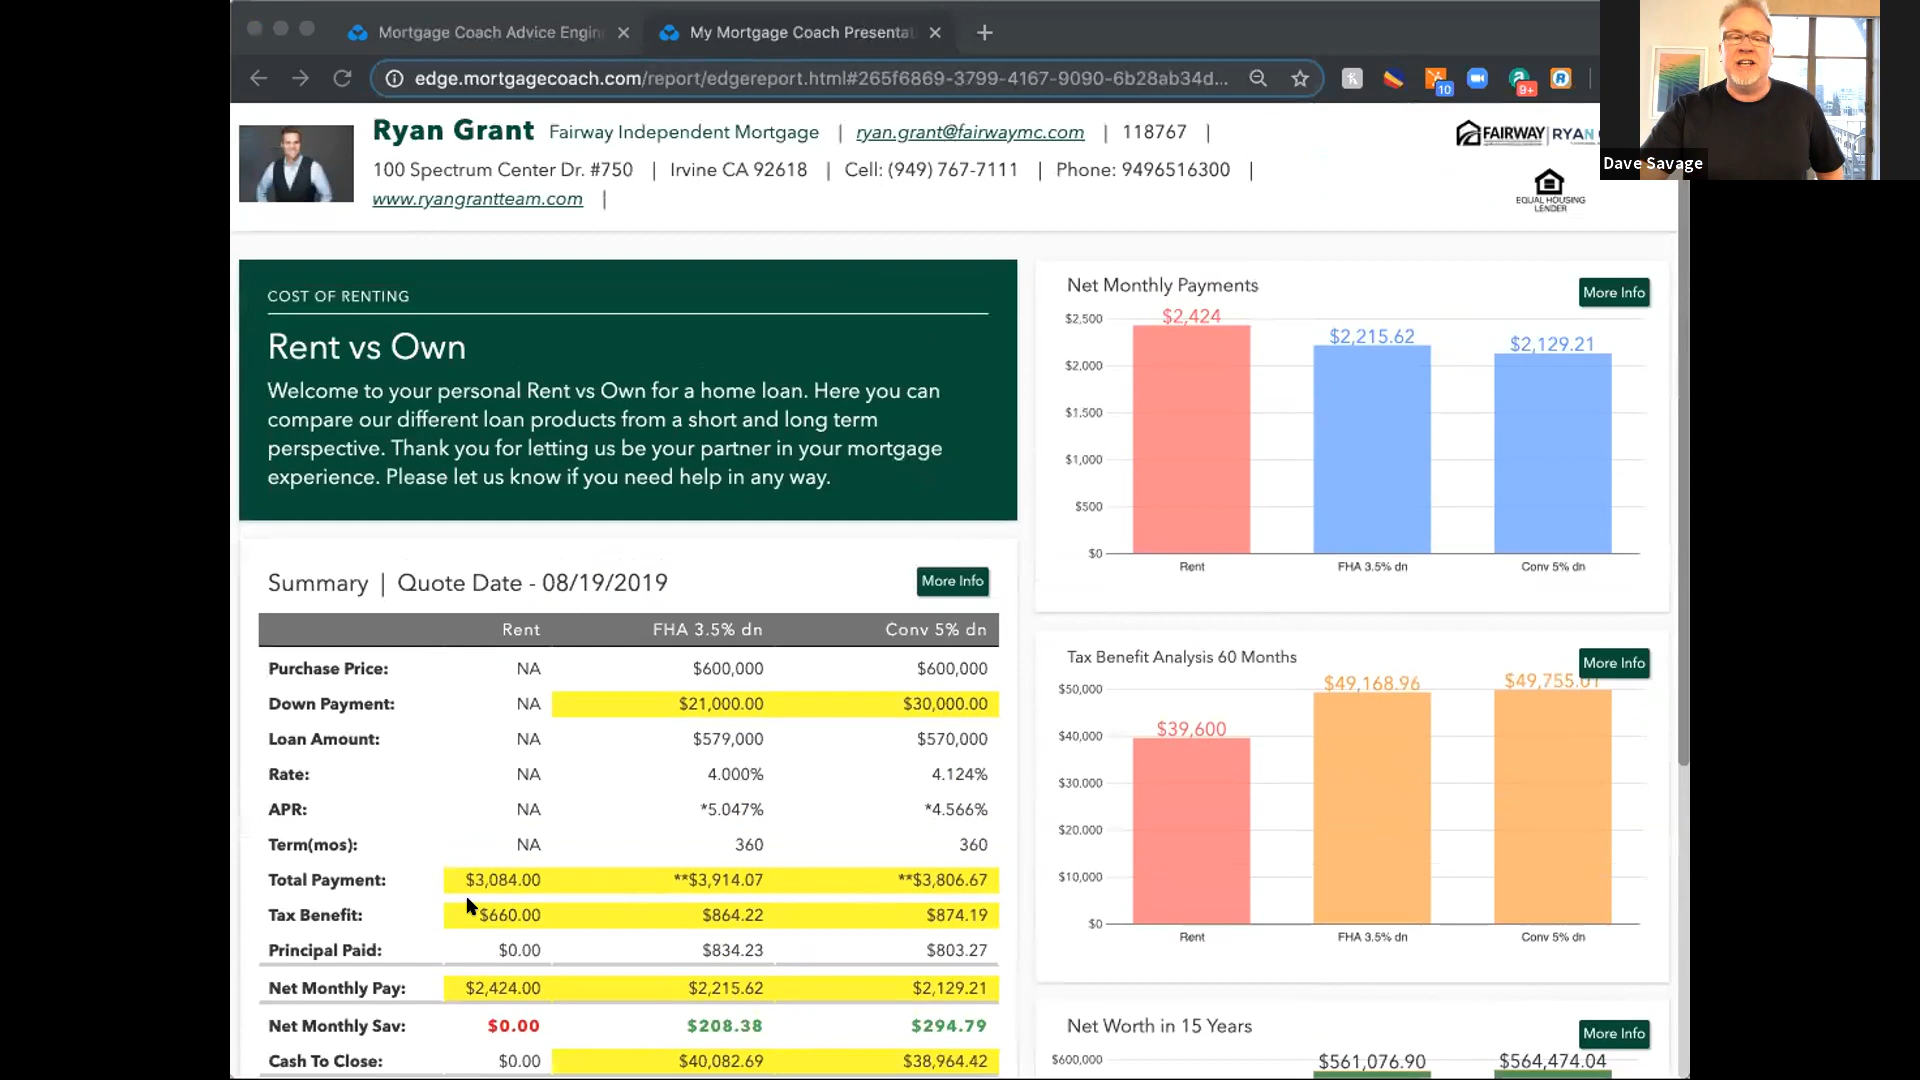 Mortgage Coach Advice Engin
My Mortgage Coach Presentat
edge.mortgagecoach.com/report/edgereport.html#265f6869-3799-4167-9090-6b28ab34d...
10
9+
Dave Savage
Ryan Grant Fairway Independent Mortgage | ryan.grant@fairwaymc.com | 118767 |
100 Spectrum Center Dr. #750 | Irvine CA 92618 | Cell: (949) 767-7111 | Phone: 9496516300 |
www.ryangrantteam.com |
FAIRWAY | RYAN
EQUAL HOUSING
LENDER
COST OF RENTING
Rent vs Own
Welcome to your personal Rent vs Own for a home loan. Here you can
compare our different loan products from a short and long term
perspective. Thank you for letting us be your partner in your mortgage
experience. Please let us know if you need help in any way.
Summary | Quote Date - 08/19/2019
More Info
Rent FHA 3.5% dn Conv 5% dn
Purchase Price: NA $600,000 $600,000
Down Payment: NA $21,000.00 $30,000.00
Loan Amount: NA $579,000 $570,000
Rate: NA 4.000% 4.124%
APR: NA *5.047% *4.566%
Term(mos): NA 360 360
Total Payment: $3,084.00 **$3,914.07 **$3,806.67
Tax Benefit: $660.00 $864.22 $874.19
Principal Paid: $0.00 $834.23 $803.27
Net Monthly Pay: $2,424.00 $2,215.62 $2,129.21
Net Monthly Sav: $0.00 $208.38 $294.79
Cash To Close: $0.00 $40,082.69 $38,964.42
Net Monthly Payments
More Info
$2,424
$2,215.62
$2,129.21
$2,500
$2,000
$1,500
$1,000
$500
$0
Rent FHA 3.5% dn Conv 5% dn
Tax Benefit Analysis 60 Months
More Info
$39,600
$49,168.96
$49,755.01
$50,000
$40,000
$30,000
$20,000
$10,000
$0
Rent FHA 3.5% dn Conv 5% dn
Net Worth in 15 Years
More Info
$600,000
$561,076.90
$564,474.04